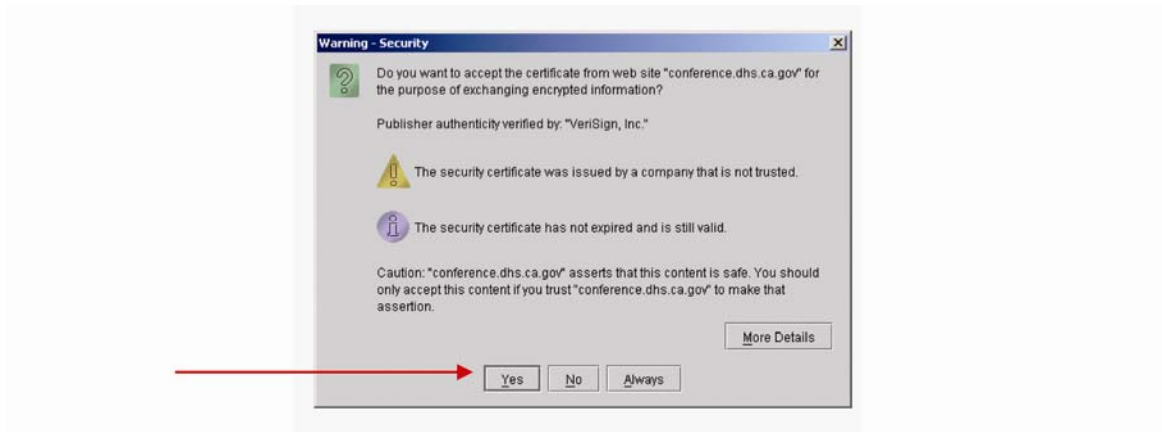 Warning - Security
Do you want to accept the certificate from web site "conference.dhs.ca.gov" for
the purpose of exchanging encrypted information?
Publisher authenticity verified by: "VeriSign, Inc."
The security certificate was issued by a company that is not trusted.
The security certificate has not expired and is still valid.
Caution: "conference.dhs.ca.gov" asserts that this content is safe. You should
only accept this content if you trust "conference.dhs.ca.gov" to make that
assertion.
More Details
Yes No Always